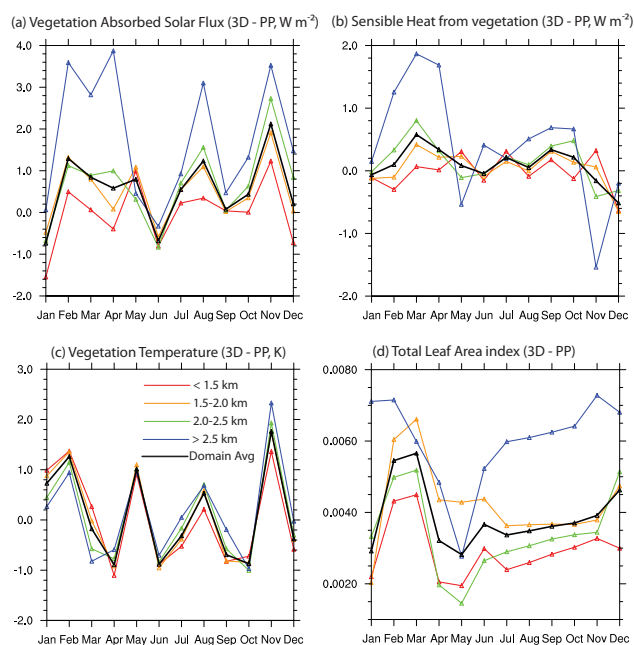 (a) Vegetation Absorbed Solar Flux (3D - PP, W m⁻²)
(b) Sensible Heat from vegetation (3D - PP, W m⁻²)
4.0
3.0
2.0
1.0
0.0
-1.0
-2.0
2.0
1.0
0.0
-1.0
-2.0
Jan Feb Mar Apr May Jun Jul Aug Sep Oct Nov Dec
Jan Feb Mar Apr May Jun Jul Aug Sep Oct Nov Dec
(c) Vegetation Temperature (3D - PP, K)
(d) Total Leaf Area index (3D - PP)
3.0
2.0
1.0
0.0
-1.0
-2.0
< 1.5 km
1.5-2.0 km
2.0-2.5 km
> 2.5 km
Domain Avg
0.0080
0.0060
0.0040
0.0020
Jan Feb Mar Apr May Jun Jul Aug Sep Oct Nov Dec
Jan Feb Mar Apr May Jun Jul Aug Sep Oct Nov Dec